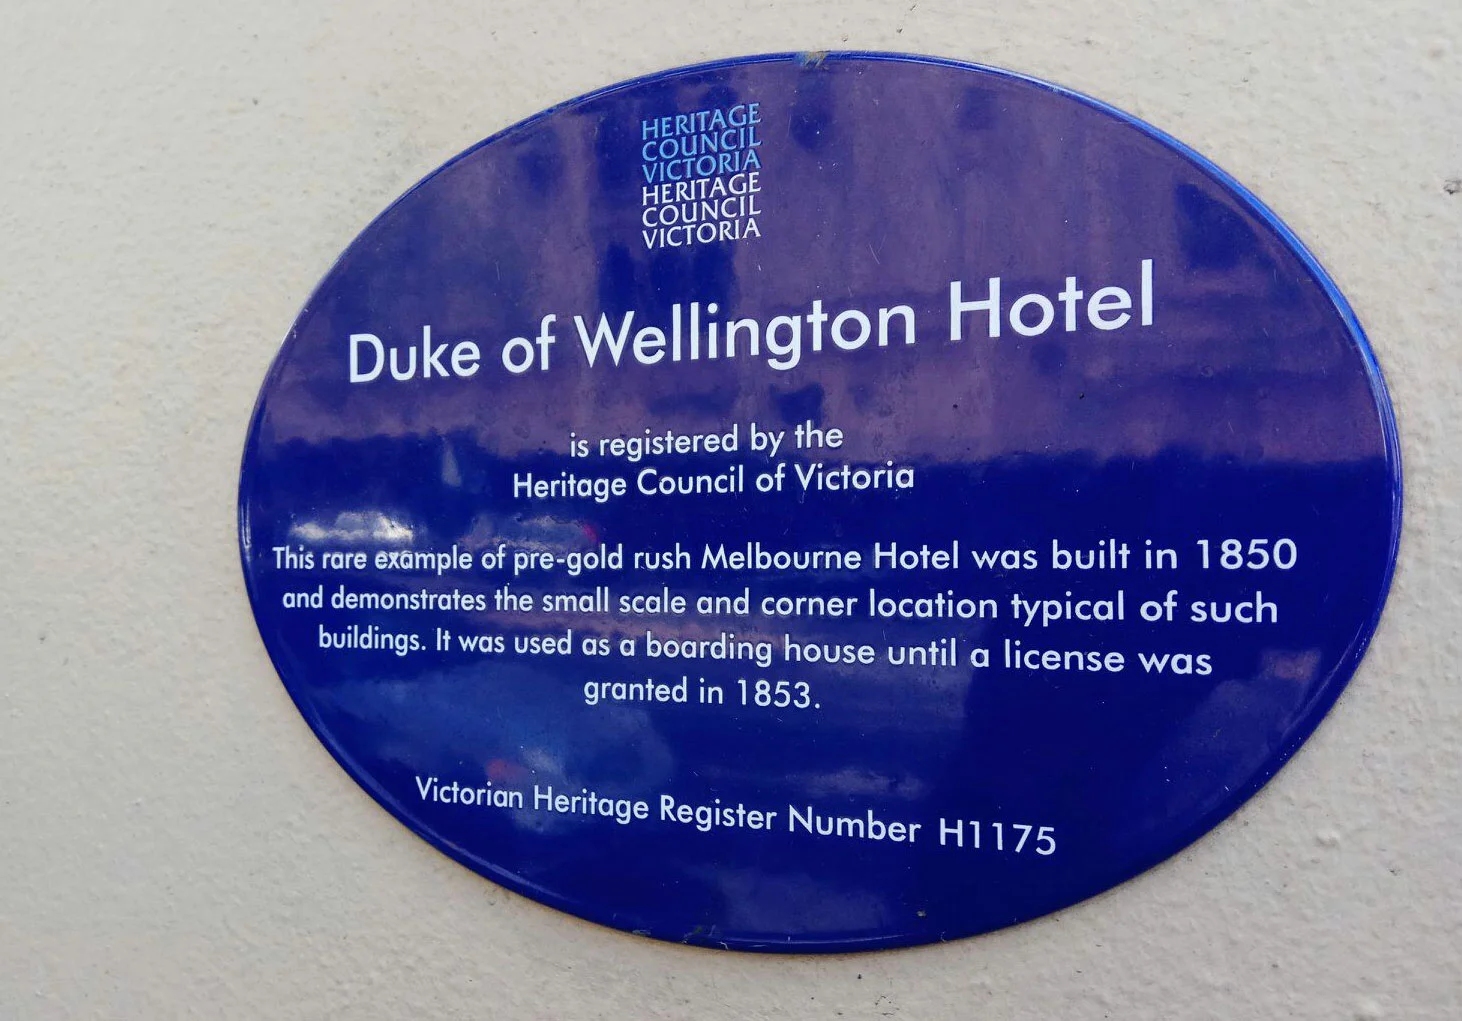 HERITAGE
COUNCIL
VICTORIA
HERITAGE
COUNCIL
VICTORIA
Duke of Wellington Hotel
is registered by the
Heritage Council of Victoria
This rare example of pre-gold rush Melbourne Hotel was built in 1850
and demonstrates the small scale and corner location typical of such
buildings. It was used as a boarding house until a license was
granted in 1853.
Victorian Heritage Register Number H1175